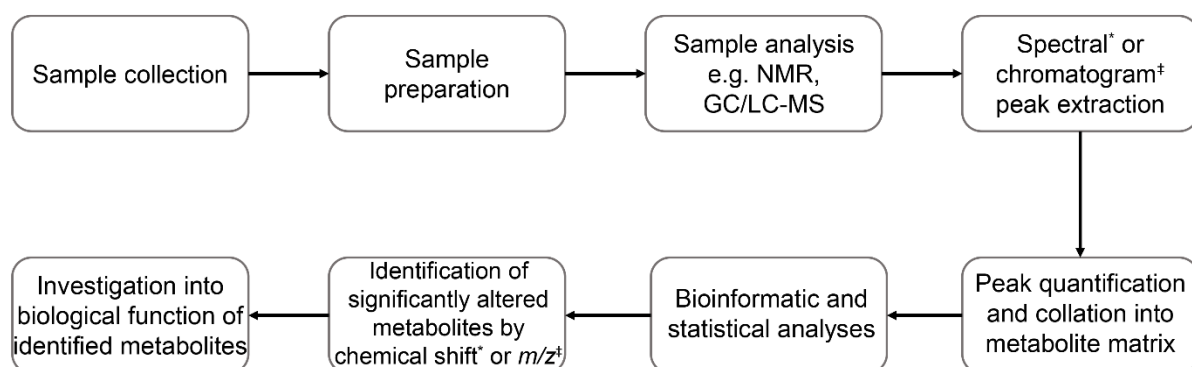 Sample collection
Sample
preparation
Sample analysis
e.g. NMR,
GC/LC-MS
Spectral* or
chromatogram‡
peak extraction
Peak quantification
and collation into
metabolite matrix
Bioinformatic and
statistical analyses
Identification of
significantly altered
metabolites by
chemical shift* or m/z‡
Investigation into
biological function of
identified metabolites